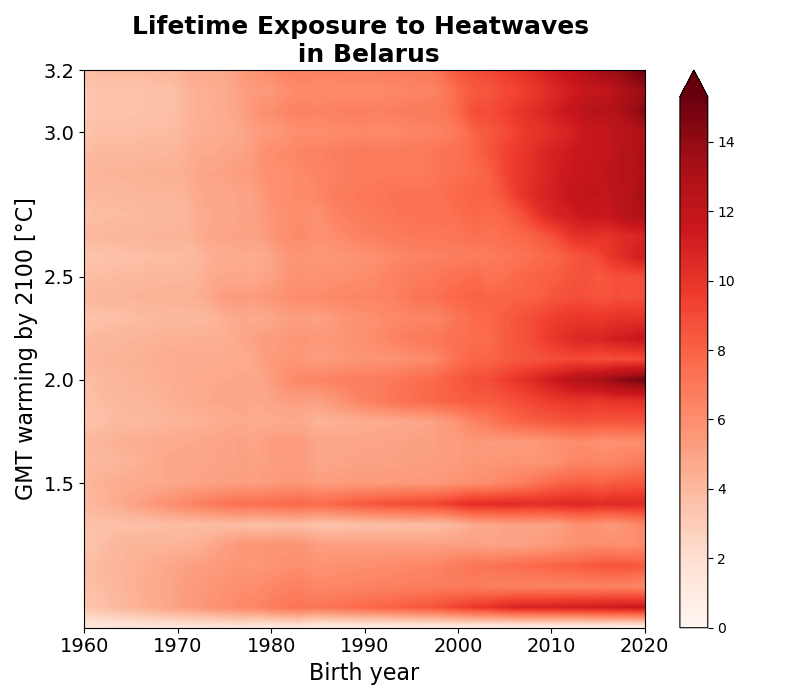 Lifetime Exposure to Heatwaves
in Belarus
3.2
3.0
2.5
2.0
1.5
GMT warming by 2100 [°C]
1960 1970 1980 1990 2000 2010 2020
Birth year
14
12
10
8
6
4
2
0